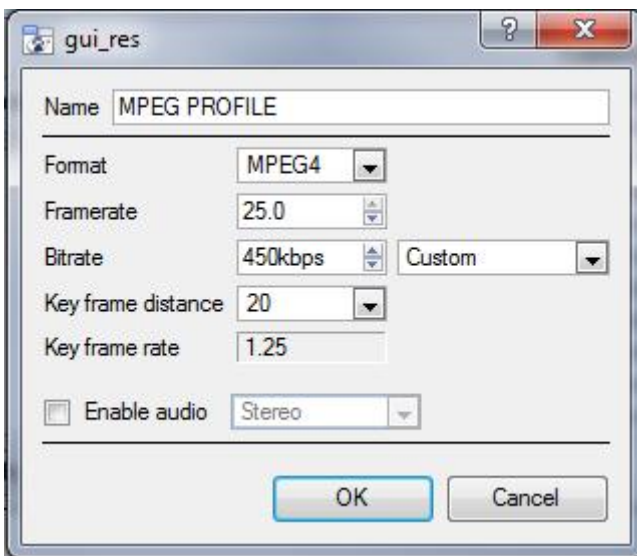 gui_res
Name MPEG PROFILE
Format MPEG4
Framerate 25.0
Bitrate 450kbps Custom
Key frame distance 20
Key frame rate 1.25
Enable audio Stereo
OK Cancel